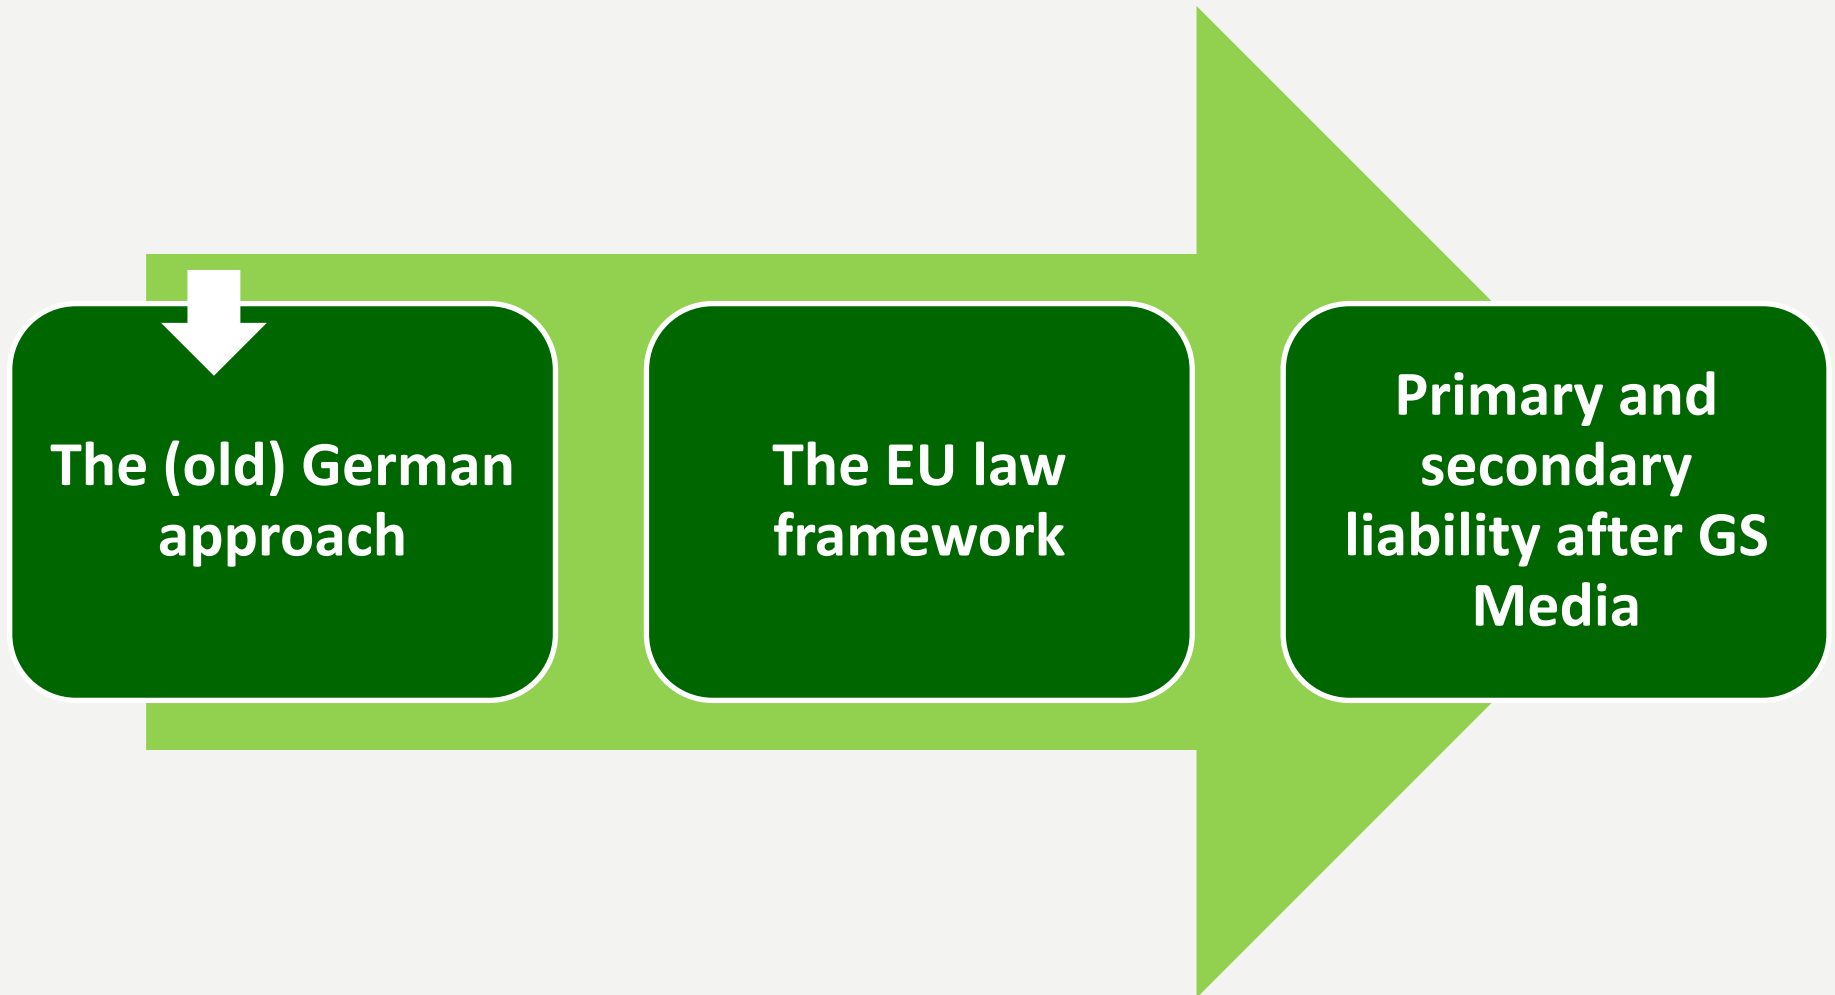 The (old) German
approach
The EU law
framework
Primary and
secondary
liability after GS
Media